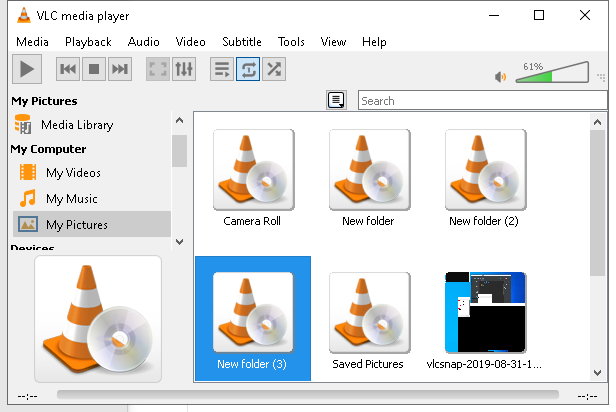 VLC media player
Media Playback Audio Video Subtitle Tools View Help
61%
My Pictures
Search
Media Library
My Computer
My Videos
My Music
My Pictures
Devices
Camera Roll
New folder
New folder (2)
New folder (3)
Saved Pictures
vlcsnap-2019-08-31-1...
--:--
--:--